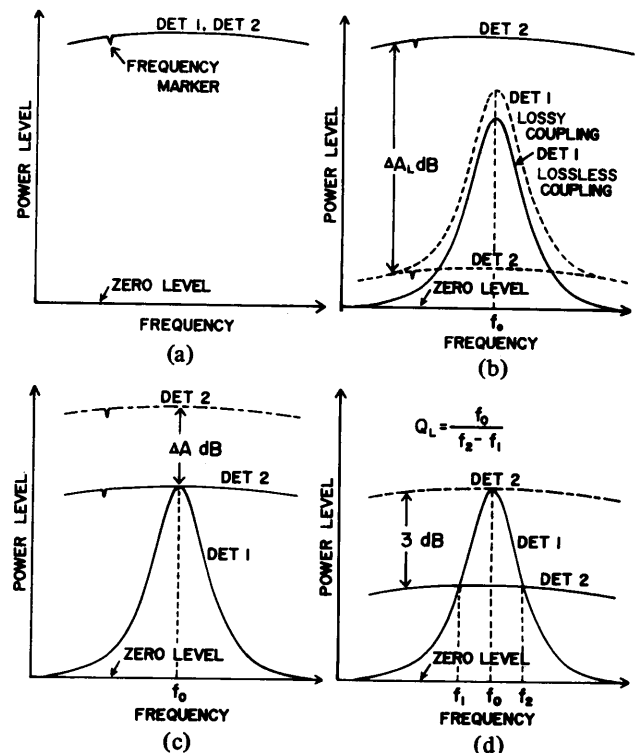 DET 1, DET 2
FREQUENCY
MARKER
POWER LEVEL
ZERO LEVEL
FREQUENCY
(a)
DET 2
DET 1
LOSSY
COUPLING
DET 1
LOSSLESS
COUPLING
ΔA_L dB
DET 2
POWER LEVEL
ZERO LEVEL
f₀
FREQUENCY
(b)
DET 2
ΔA dB
DET 2
DET 1
POWER LEVEL
ZERO LEVEL
f₀
FREQUENCY
(c)
Q_L = f₀ / (f₂ - f₁)
DET 2
3 dB
DET 1
DET 2
POWER LEVEL
ZERO LEVEL
f₁ f₀ f₂
FREQUENCY
(d)